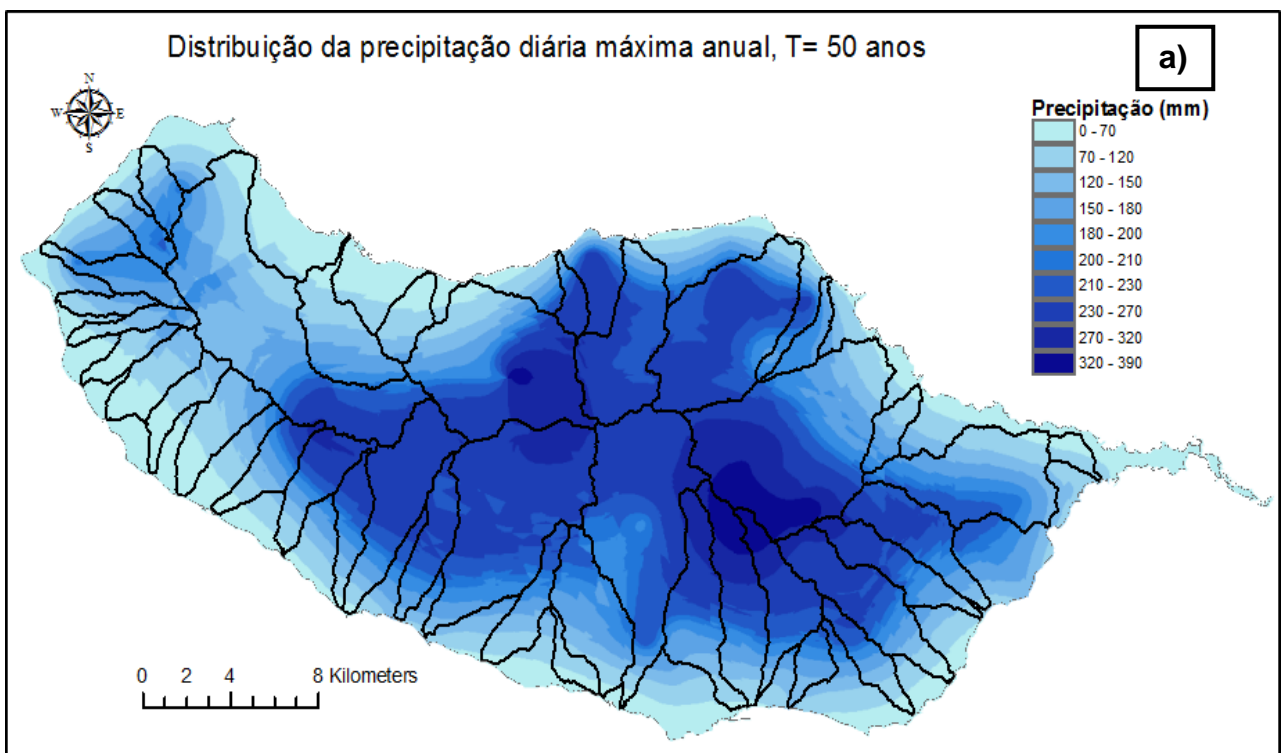 Distribuição da precipitação diária máxima anual, T= 50 anos
a)
N
W E
S
Precipitação (mm)
0 - 70
70 - 120
120 - 150
150 - 180
180 - 200
200 - 210
210 - 230
230 - 270
270 - 320
320 - 390
0 2 4 8 Kilometers